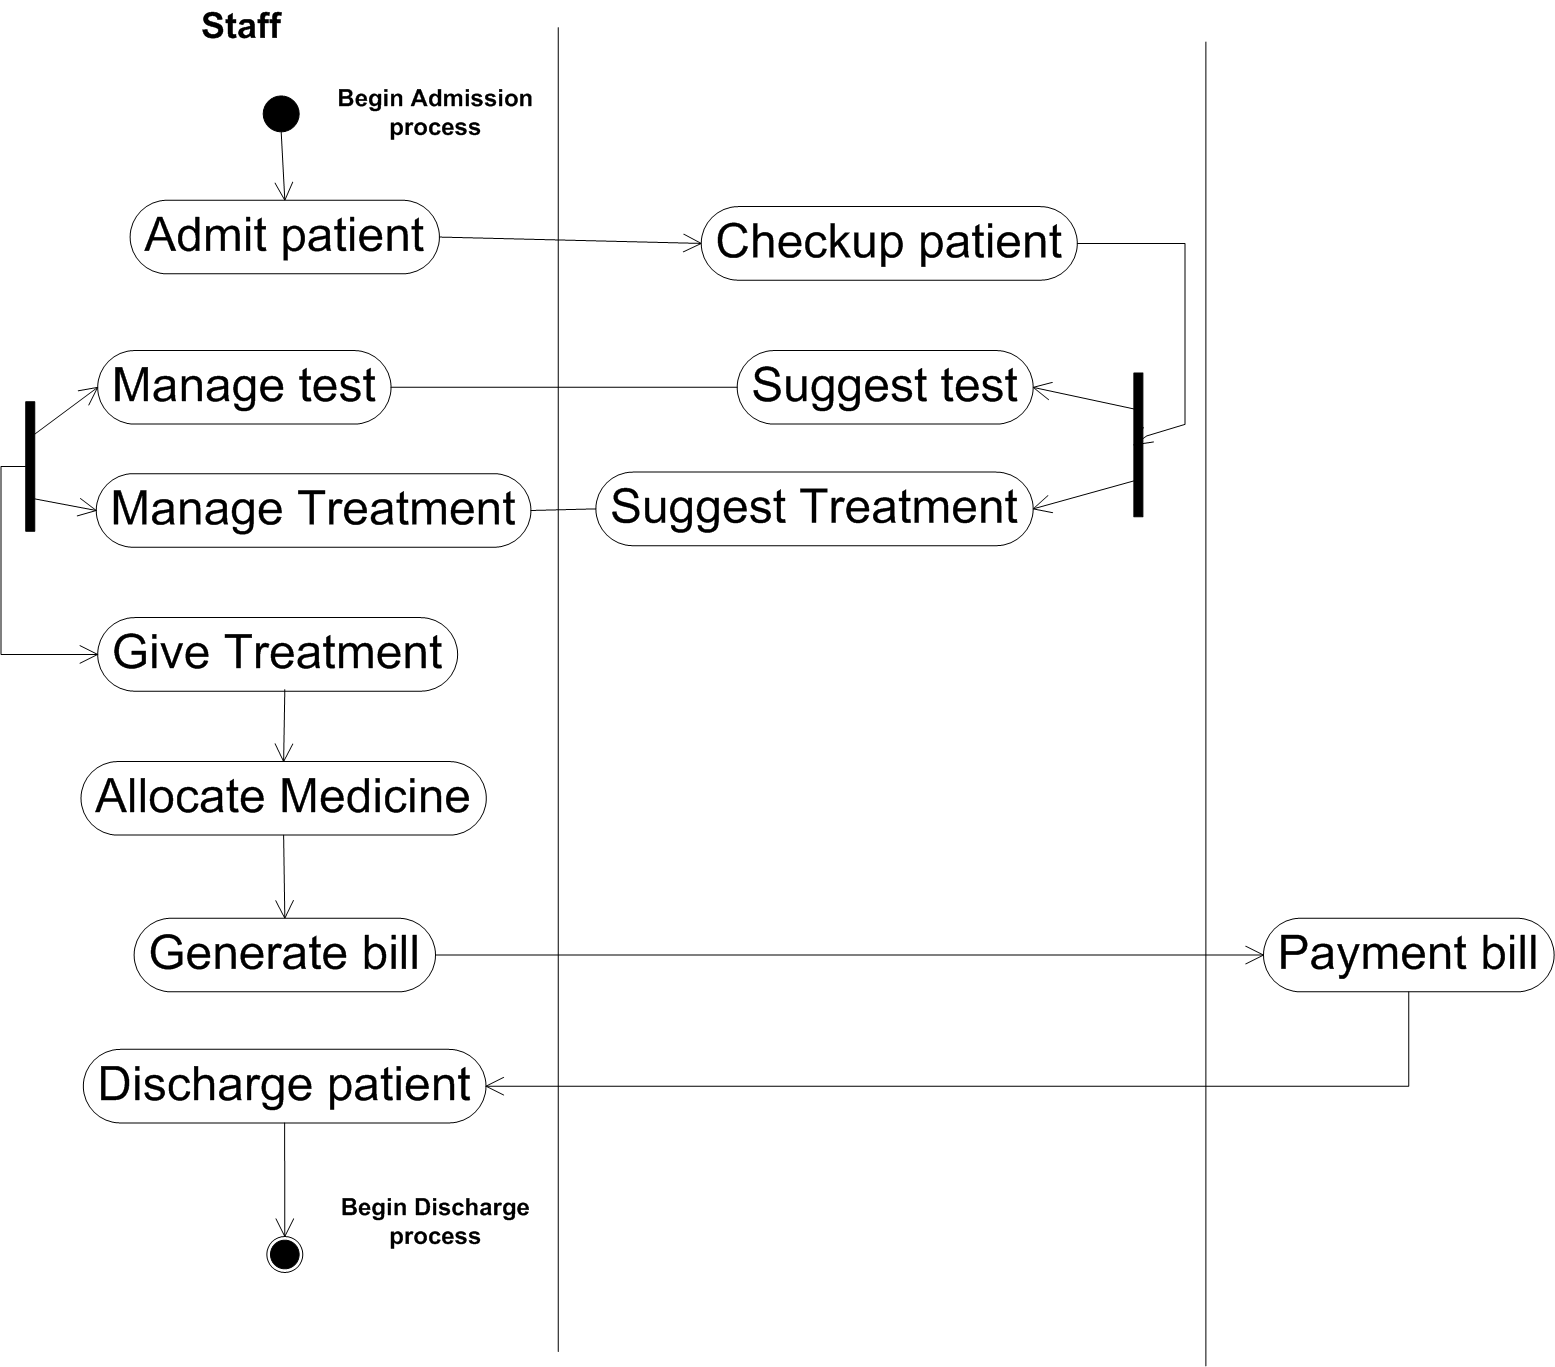 Staff
Begin Admission
process
Admit patient
Checkup patient
Manage test
Suggest test
Manage Treatment
Suggest Treatment
Give Treatment
Allocate Medicine
Generate bill
Payment bill
Discharge patient
Begin Discharge
process